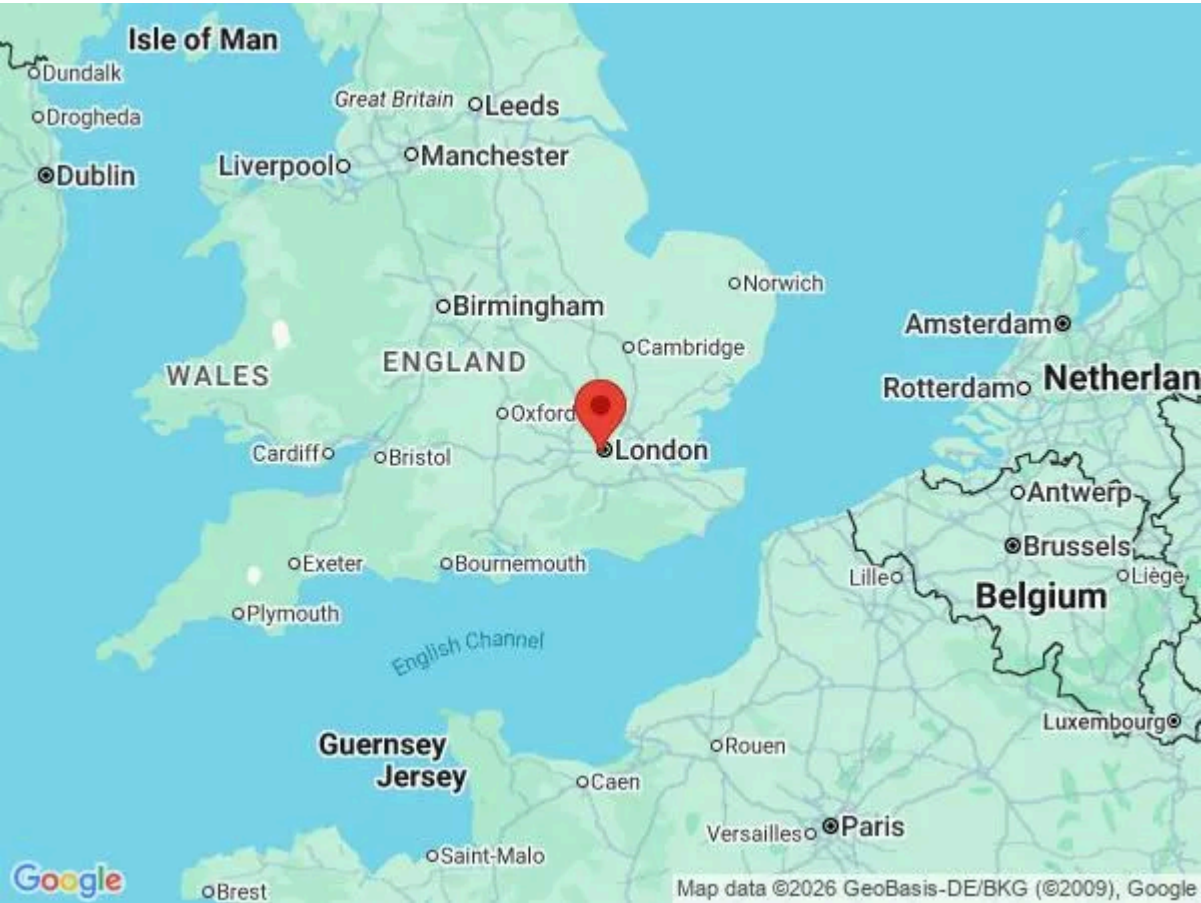 Isle of Man
Dundalk
Great Britain
Leeds
Drogheda
Manchester
Liverpool
Dublin
Norwich
Birmingham
Amsterdam
Cambridge
ENGLAND
WALES
Netherlan
Rotterdam
Oxford
London
Cardiff
Bristol
Antwerp
Brussels
Exeter
Bournemouth
Lille
Liège
Belgium
Plymouth
English Channel
Luxembourg
Guernsey
Jersey
Rouen
Caen
Versailles
Paris
Saint-Malo
Google
Brest
Map data ©2026 GeoBasis-DE/BKG (©2009), Google